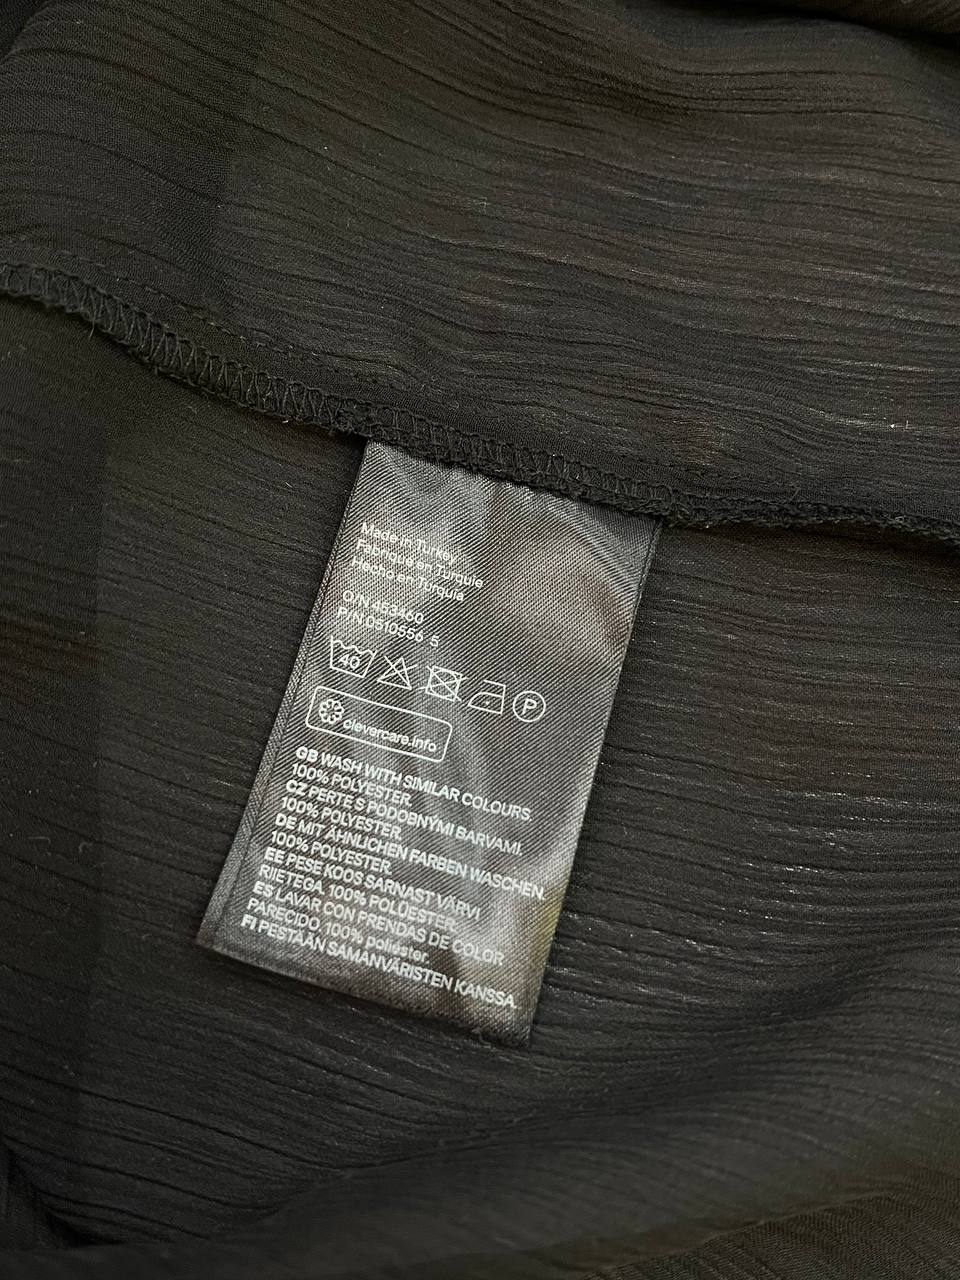 Made in Turkey
Fabriqué en Turquie
Hecho en Turquía
O/N 453460
P/N 0510556 5
40
P
clevercare.info
GB WASH WITH SIMILAR COLOURS.
100% POLYESTER.
CZ PERTE S PODOBNÝMI BARVAMI.
100% POLYESTER.
DE MIT ÄHNLICHEN FARBEN WASCHEN.
100% POLYESTER.
EE PESE KOOS SARNAST VÄRVI
RIIETEGA, 100% POLÜESTER.
ES LAVAR CON PRENDAS DE COLOR
PARECIDO, 100% poliéster.
FI PESTÄÄN SAMANVÄRISTEN KANSSA.